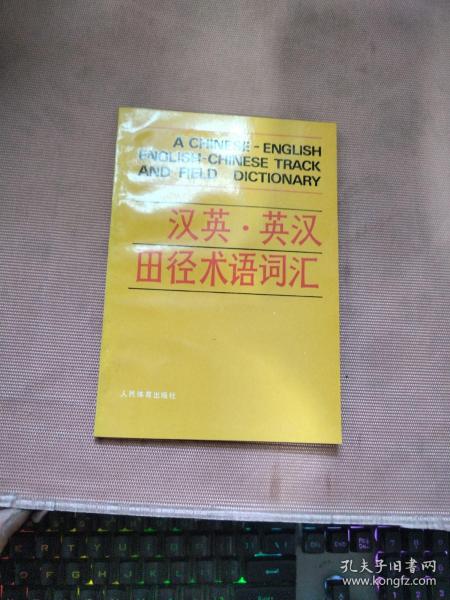 A CHINESE-ENGLISH
ENGLISH-CHINESE TRACK
AND FIELD DICTIONARY
汉英·英汉
田径术语词汇
人民体育出版社
E R T Y U I O P
D F G H J K L
孔夫子旧书网
www.kongfz.com